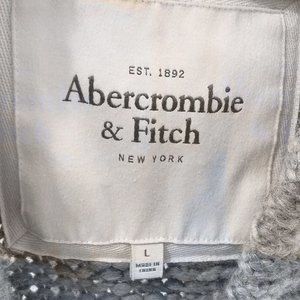 EST. 1892
Abercrombie
& Fitch
NEW YORK
L
MADE IN
CHINA